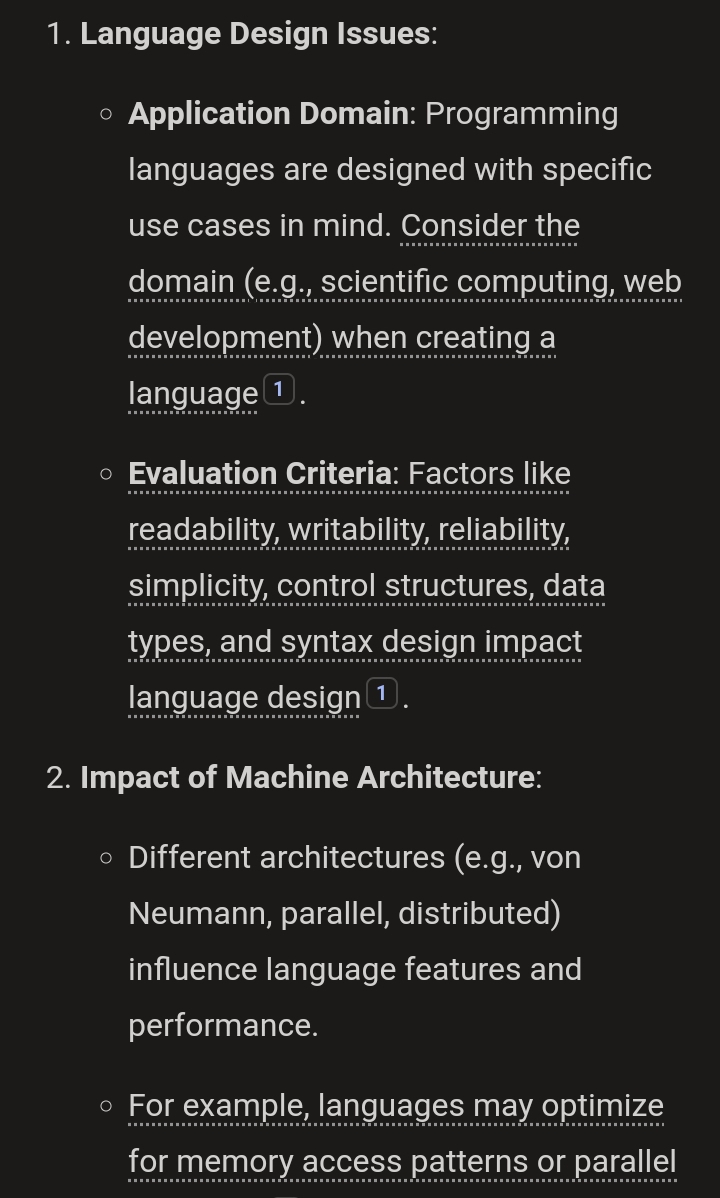 1. Language Design Issues:
○ Application Domain: Programming
languages are designed with specific
use cases in mind. Consider the
domain (e.g., scientific computing, web
development) when creating a
language 1 .
○ Evaluation Criteria: Factors like
readability, writability, reliability,
simplicity, control structures, data
types, and syntax design impact
language design 1 .
2. Impact of Machine Architecture:
○ Different architectures (e.g., von
Neumann, parallel, distributed)
influence language features and
performance.
○ For example, languages may optimize
for memory access patterns or parallel